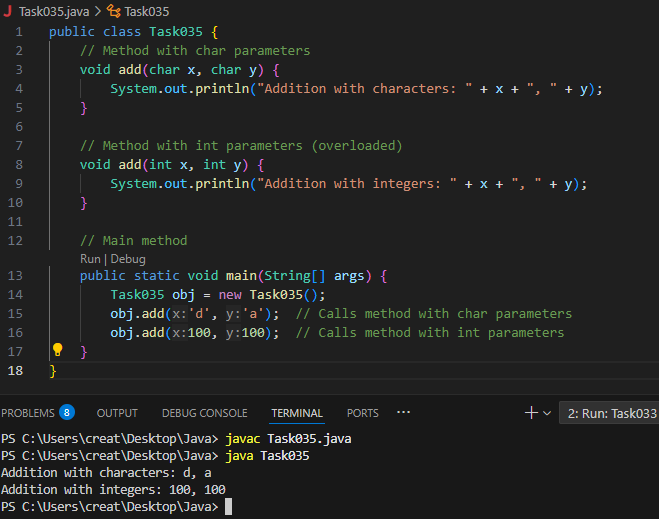 J Task035.java > Task035
1 public class Task035 {
2     // Method with char parameters
3     void add(char x, char y) {
4         System.out.println("Addition with characters: " + x + ", " + y);
5     }
6
7     // Method with int parameters (overloaded)
8     void add(int x, int y) {
9         System.out.println("Addition with integers: " + x + ", " + y);
10     }
11
12     // Main method
Run | Debug
13     public static void main(String[] args) {
14         Task035 obj = new Task035();
15         obj.add(x:'d', y:'a');  // Calls method with char parameters
16         obj.add(x:100, y:100);  // Calls method with int parameters
17     }
18 }
PROBLEMS 8 OUTPUT DEBUG CONSOLE TERMINAL PORTS ··· + 2: Run: Task033
PS C:\Users\creat\Desktop\Java> javac Task035.java
PS C:\Users\creat\Desktop\Java> java Task035
Addition with characters: d, a
Addition with integers: 100, 100
PS C:\Users\creat\Desktop\Java>